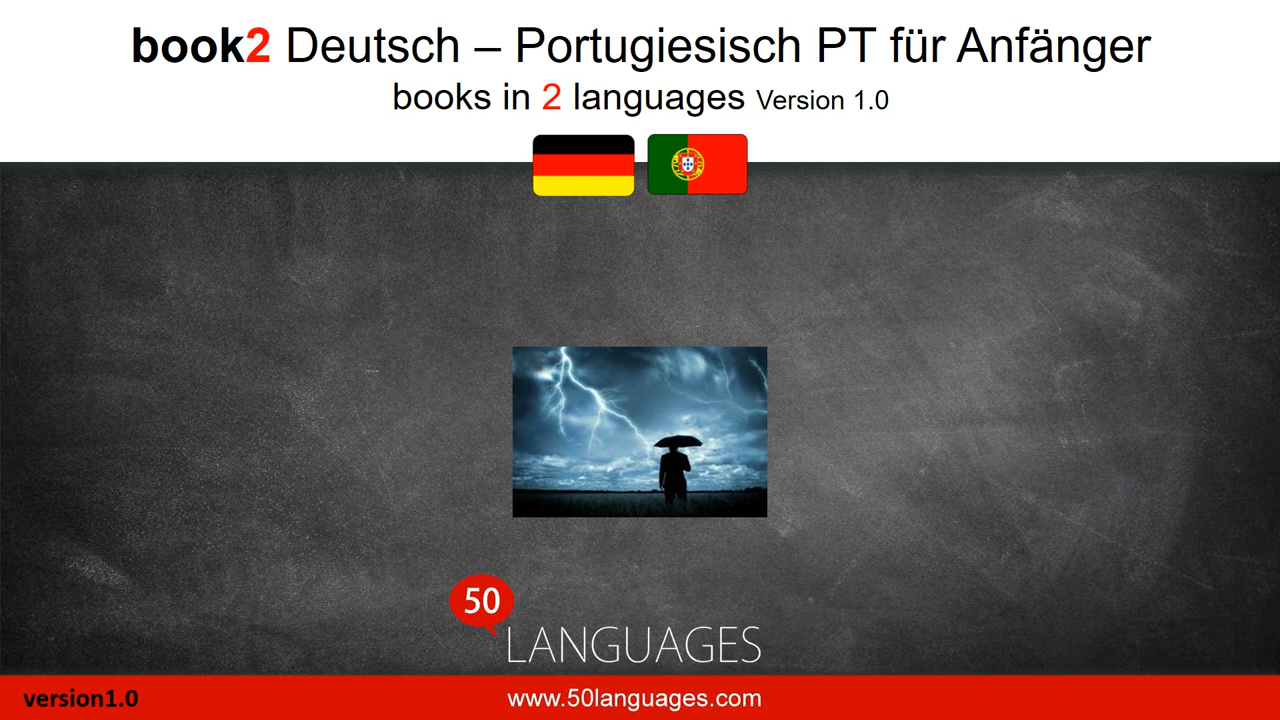 book2 Deutsch – Portugiesisch PT für Anfänger
books in 2 languages Version 1.0
50
LANGUAGES
version1.0
www.50languages.com